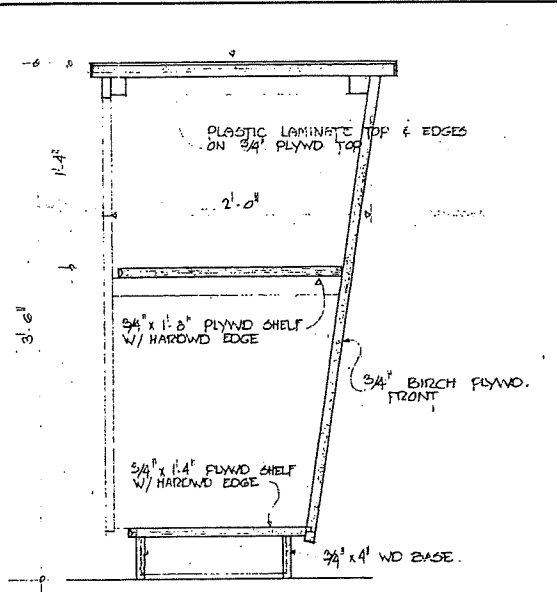 PLASTIC LAMINATE TOP & EDGES
ON 3/4" PLYWD TOP
1'-4"
2'-0"
3/4" x 1'-8" PLYWD SHELF
W/ HARDWD EDGE
3'-6"
3/4" BIRCH PLYWD.
FRONT
3/4" x 1'-4" PLYWD SHELF
W/ HARDWD EDGE
3/4" x 4" WD BASE.